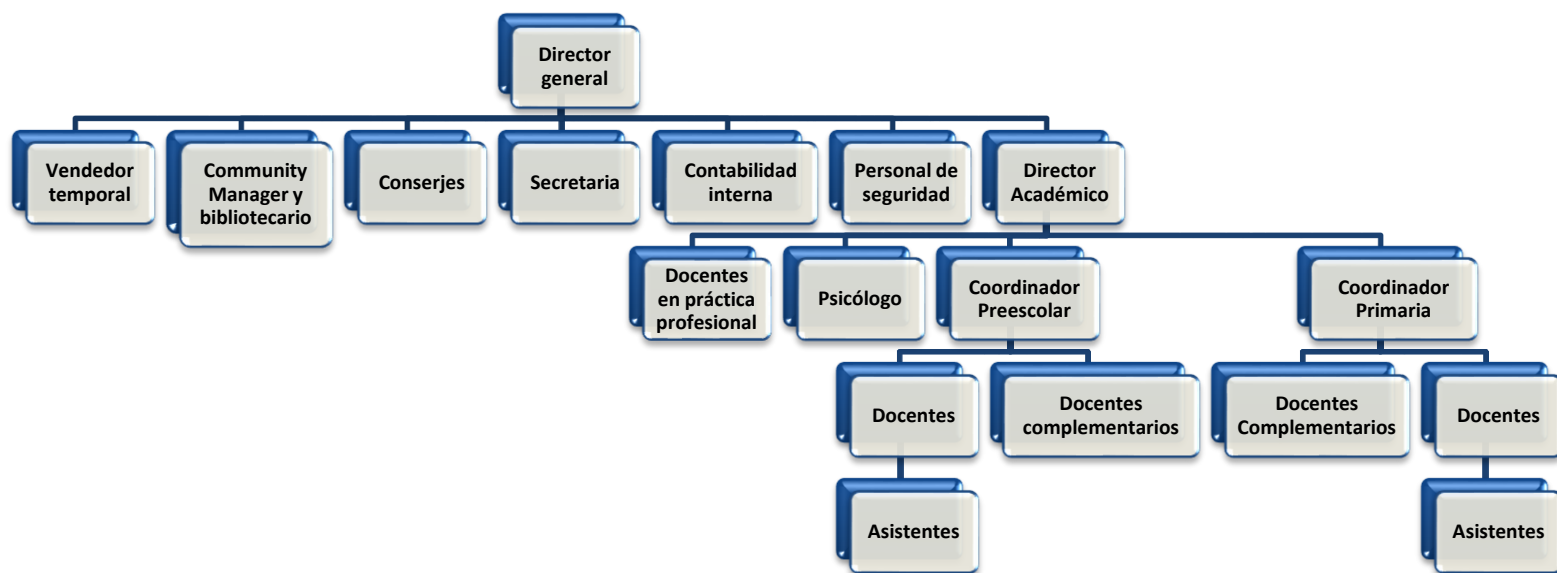 Director
general
Vendedor
temporal
Community
Manager y
bibliotecario
Conserjes
Secretaria
Contabilidad
interna
Personal de
seguridad
Director
Académico
Docentes
en práctica
profesional
Psicólogo
Coordinador
Preescolar
Coordinador
Primaria
Docentes
Docentes
complementarios
Docentes
Complementarios
Docentes
Asistentes
Asistentes